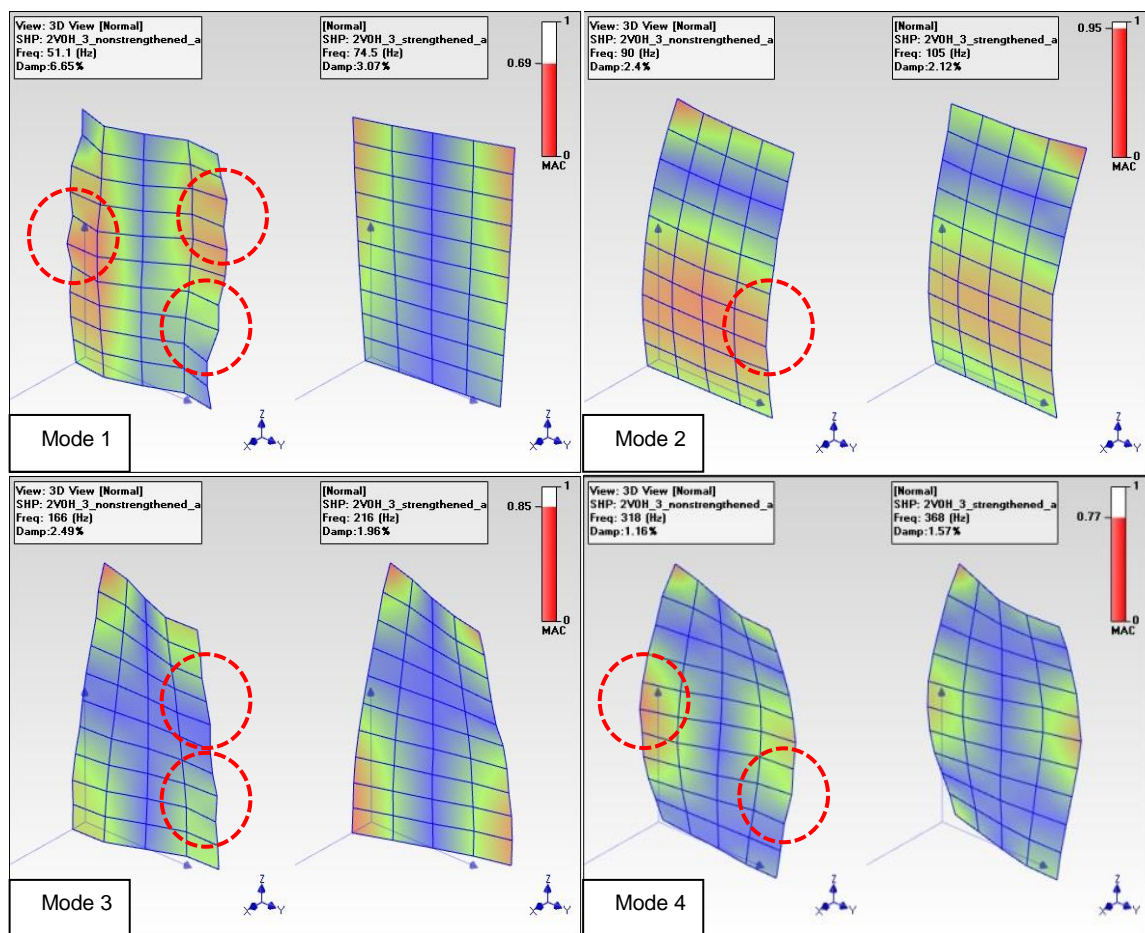 View: 3D View [Normal]
SHP: 2V0H_3_nonstrengthened_a
Freq: 51.1 (Hz)
Damp:6.65%
[Normal]
SHP: 2V0H_3_strengthened_a
Freq: 74.5 (Hz)
Damp:3.07%
1
0.69
0
MAC
X
Z
Y
X
Z
Y
Mode 1
View: 3D View [Normal]
SHP: 2V0H_3_nonstrengthened_a
Freq: 90 (Hz)
Damp:2.4%
[Normal]
SHP: 2V0H_3_strengthened_a
Freq: 105 (Hz)
Damp:2.12%
1
0.95
0
MAC
X
Z
Y
X
Z
Y
Mode 2
View: 3D View [Normal]
SHP: 2V0H_3_nonstrengthened_a
Freq: 166 (Hz)
Damp:2.49%
[Normal]
SHP: 2V0H_3_strengthened_a
Freq: 216 (Hz)
Damp:1.96%
1
0.85
0
MAC
X
Z
Y
X
Z
Y
Mode 3
View: 3D View [Normal]
SHP: 2V0H_3_nonstrengthened_a
Freq: 318 (Hz)
Damp:1.16%
[Normal]
SHP: 2V0H_3_strengthened_a
Freq: 368 (Hz)
Damp:1.57%
1
0.77
0
MAC
X
Z
Y
X
Z
Y
Mode 4